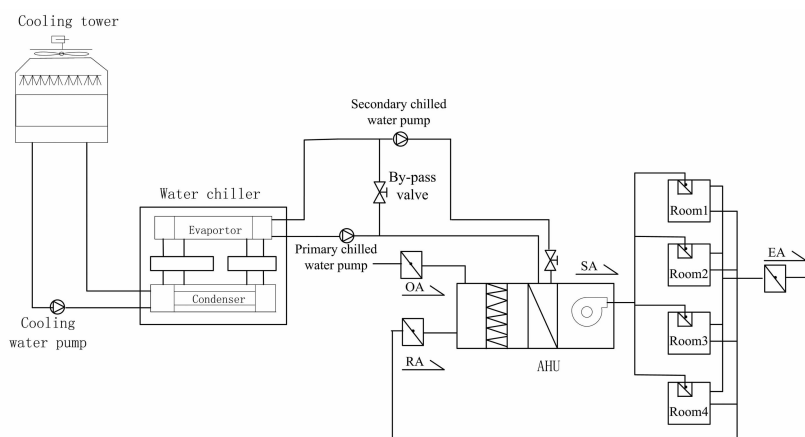 Cooling tower
Secondary chilled
water pump
Water chiller
By-pass
valve
Evaportor
Primary chilled
water pump
Condenser
Cooling
water pump
OA
RA
SA
AHU
Room1
Room2
Room3
Room4
EA